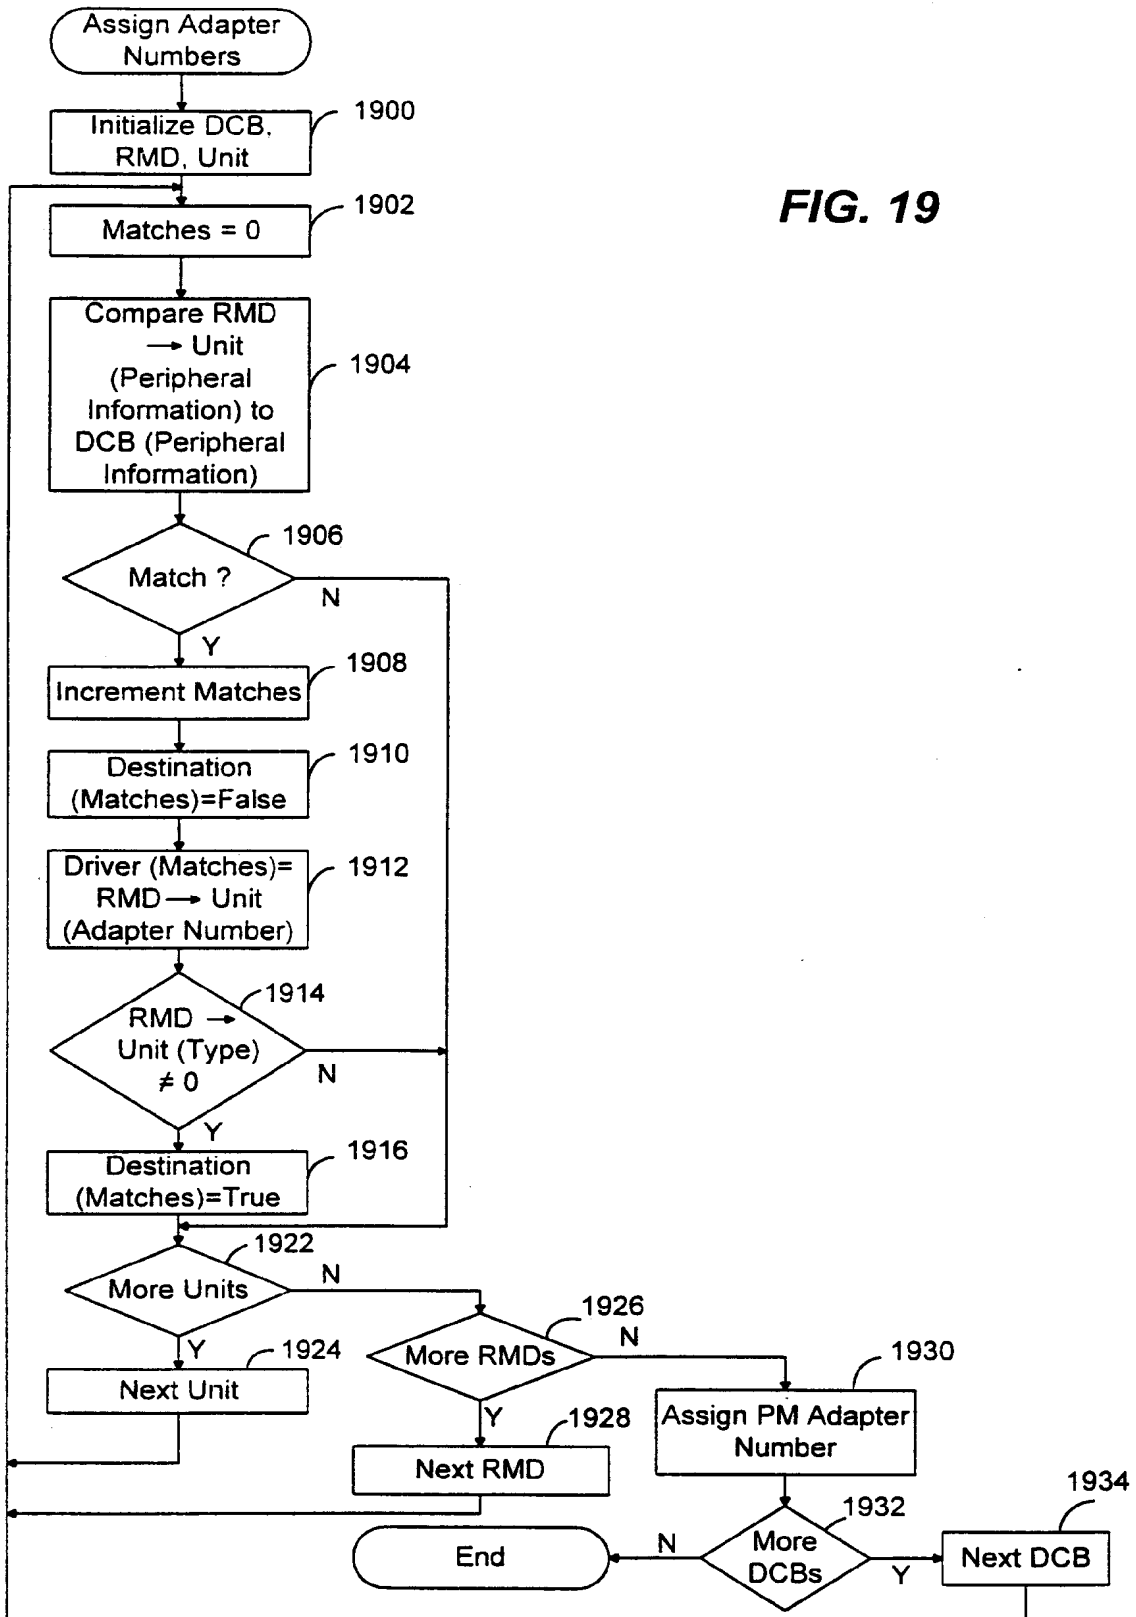 Assign Adapter
Numbers
1900
Initialize DCB,
RMD, Unit
FIG. 19
1902
Matches = 0
Compare RMD
→ Unit
(Peripheral
Information) to
DCB (Peripheral
Information)
1904
1906
Match ?
N
Y
1908
Increment Matches
1910
Destination
(Matches)=False
1912
Driver (Matches)=
RMD → Unit
(Adapter Number)
1914
RMD →
Unit (Type)
≠ 0
N
Y
1916
Destination
(Matches)=True
1922
More Units
N
Y
1924
Next Unit
1926
More RMDs
N
Y
1928
Next RMD
1930
Assign PM Adapter
Number
1932
More
DCBs
N
Y
End
1934
Next DCB